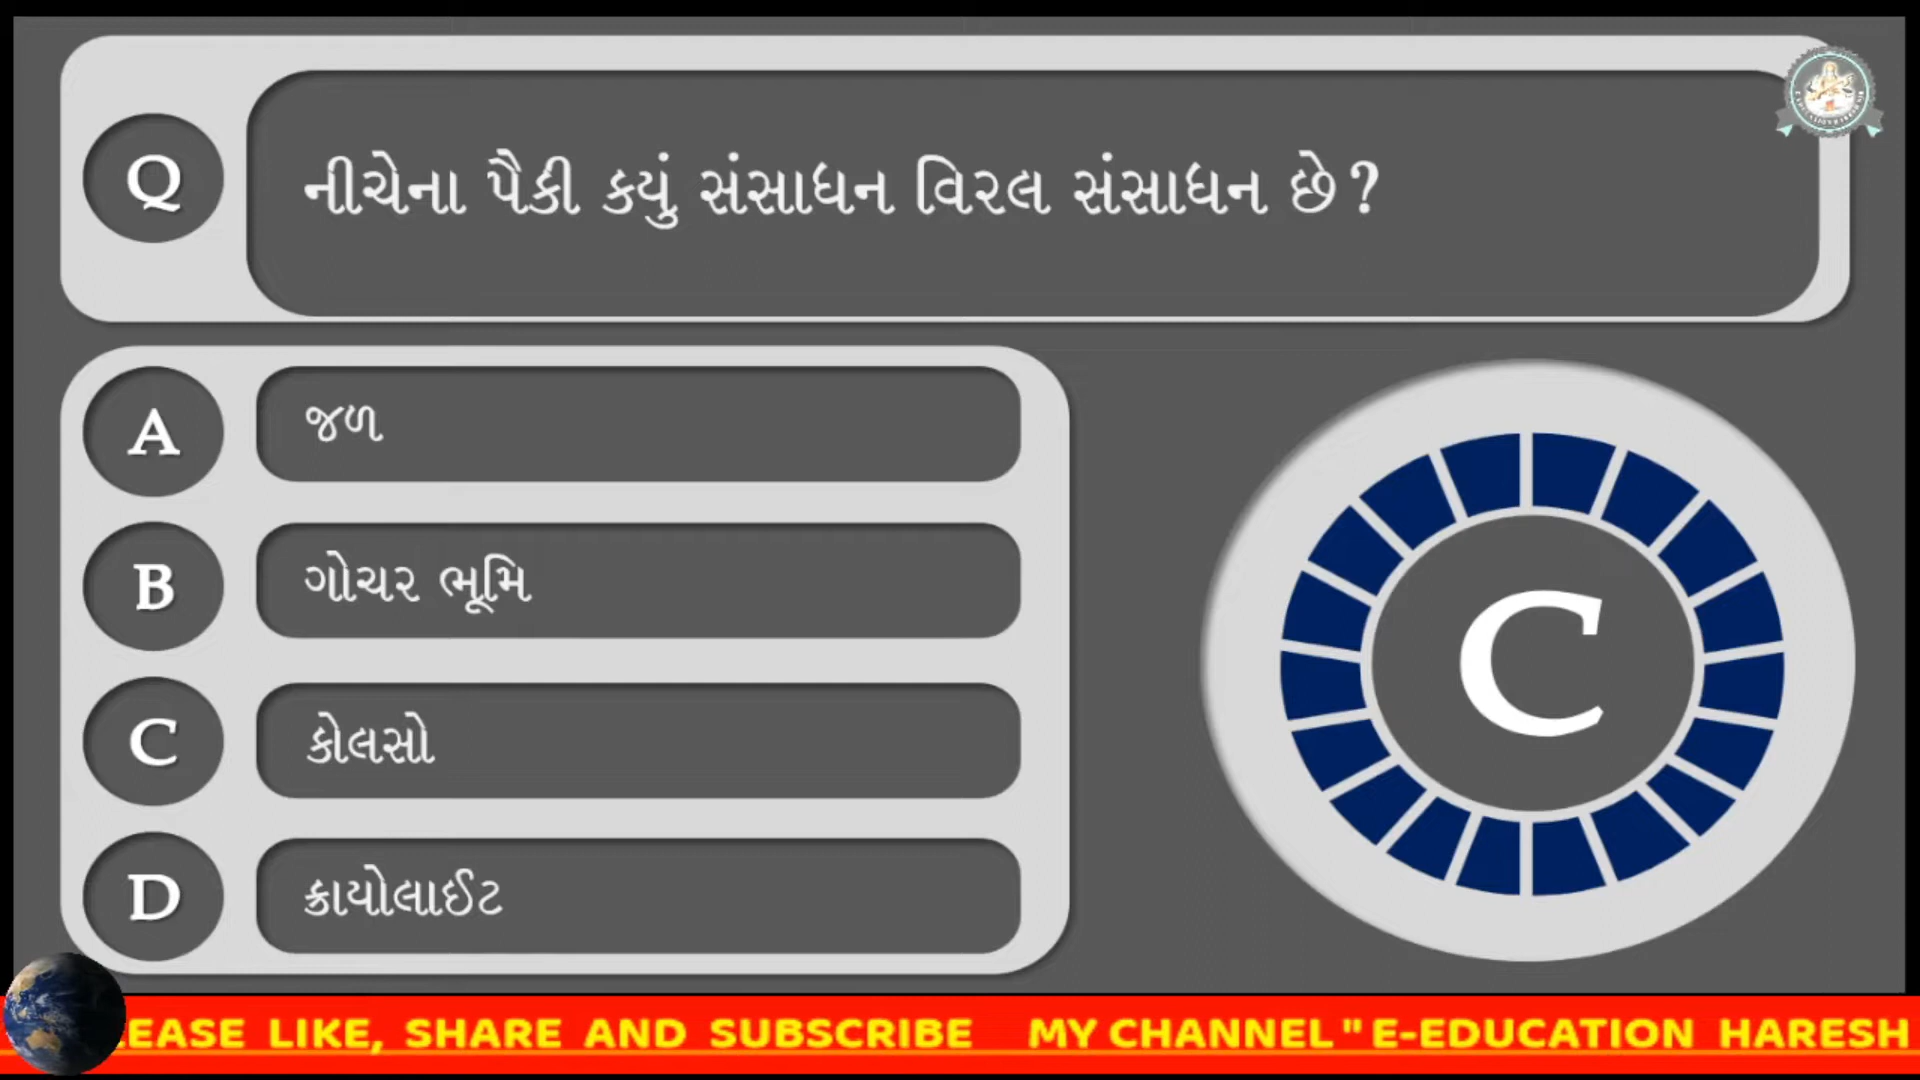 Q નીચેના પૈકી કયું સંસાધન વિરલ સંસાધન છે?
A જળ
B ગોચર ભૂમિ
C કોલસો
D ક્રાયોલાઈટ
C
EASE LIKE, SHARE AND SUBSCRIBE MY CHANNEL" E-EDUCATION HARESH